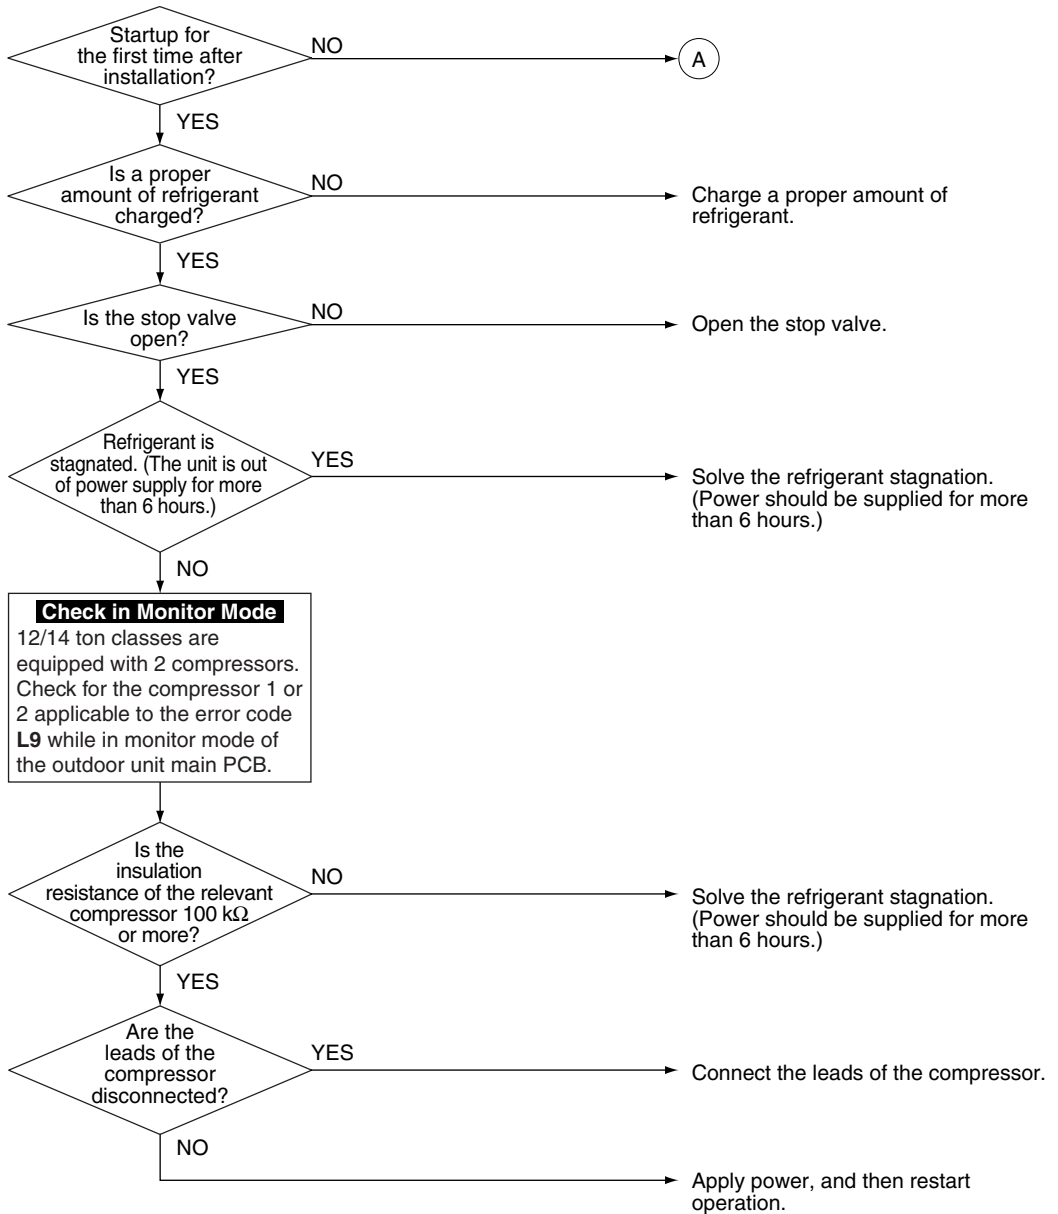 Startup for
the first time after
installation?
NO
A
YES
Is a proper
amount of refrigerant
charged?
NO
Charge a proper amount of
refrigerant.
YES
Is the stop valve
open?
NO
Open the stop valve.
YES
Refrigerant is
stagnated. (The unit is out
of power supply for more
than 6 hours.)
YES
Solve the refrigerant stagnation.
(Power should be supplied for more
than 6 hours.)
NO
Check in Monitor Mode
12/14 ton classes are
equipped with 2 compressors.
Check for the compressor 1 or
2 applicable to the error code
L9 while in monitor mode of
the outdoor unit main PCB.
Is the
insulation
resistance of the relevant
compressor 100 kΩ
or more?
NO
Solve the refrigerant stagnation.
(Power should be supplied for more
than 6 hours.)
YES
Are the
leads of the
compressor
disconnected?
YES
Connect the leads of the compressor.
NO
Apply power, and then restart
operation.